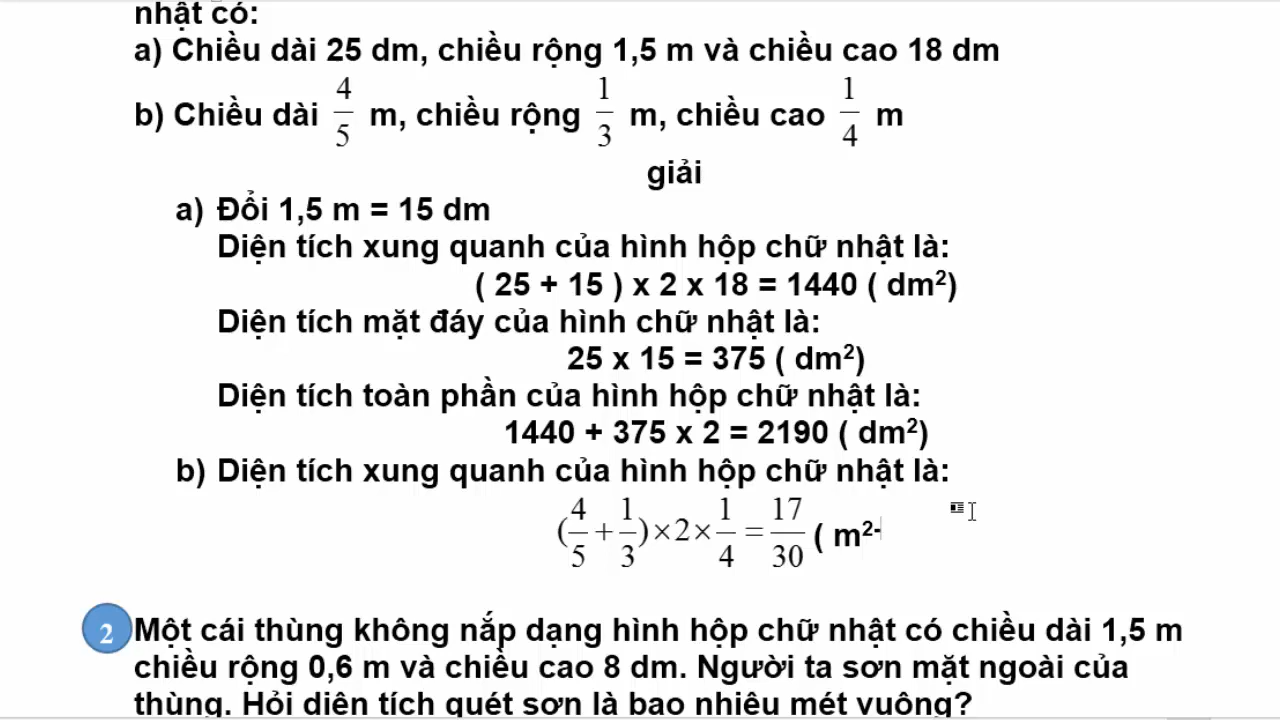 nhật có:
a) Chiều dài 25 dm, chiều rộng 1,5 m và chiều cao 18 dm
b) Chiều dài 4/5 m, chiều rộng 1/3 m, chiều cao 1/4 m
giải
a) Đổi 1,5 m = 15 dm
Diện tích xung quanh của hình hộp chữ nhật là:
( 25 + 15 ) x 2 x 18 = 1440 ( dm²)
Diện tích mặt đáy của hình chữ nhật là:
25 x 15 = 375 ( dm²)
Diện tích toàn phần của hình hộp chữ nhật là:
1440 + 375 x 2 = 2190 ( dm²)
b) Diện tích xung quanh của hình hộp chữ nhật là:
(4/5 + 1/3) × 2 × 1/4 = 17/30 ( m²⁻
2 Một cái thùng không nắp dạng hình hộp chữ nhật có chiều dài 1,5 m
chiều rộng 0,6 m và chiều cao 8 dm. Người ta sơn mặt ngoài của
thùng. Hỏi diện tích quét sơn là bao nhiêu mét vuông?